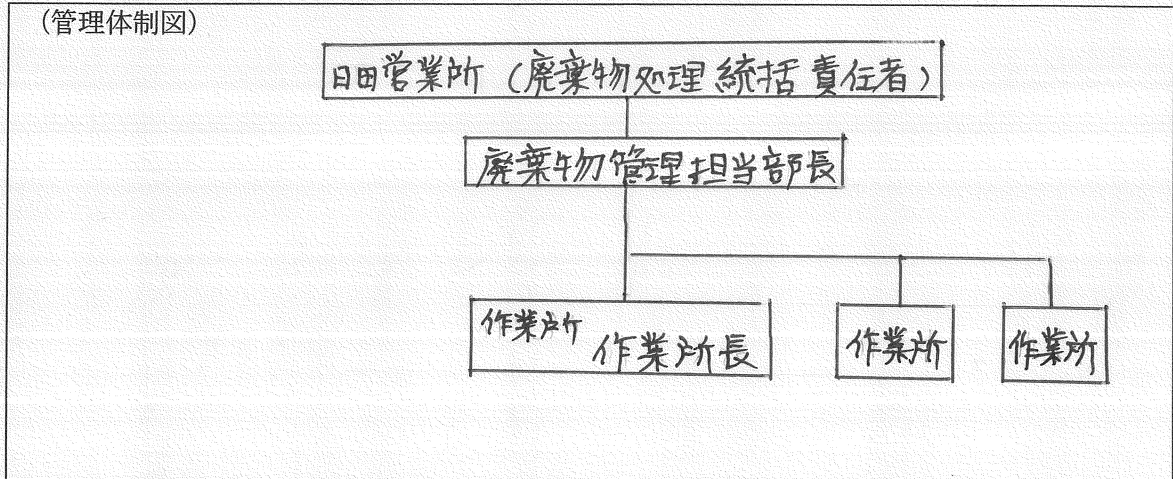 （管理体制図）
日田営業所（廃棄物処理統括責任者）
廃棄物管理担当部長
作業所 作業所長
作業所
作業所